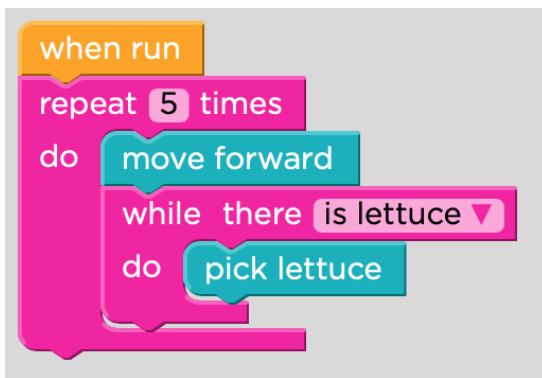 when run
repeat 5 times
do move forward
while there is lettuce ▼
do pick lettuce